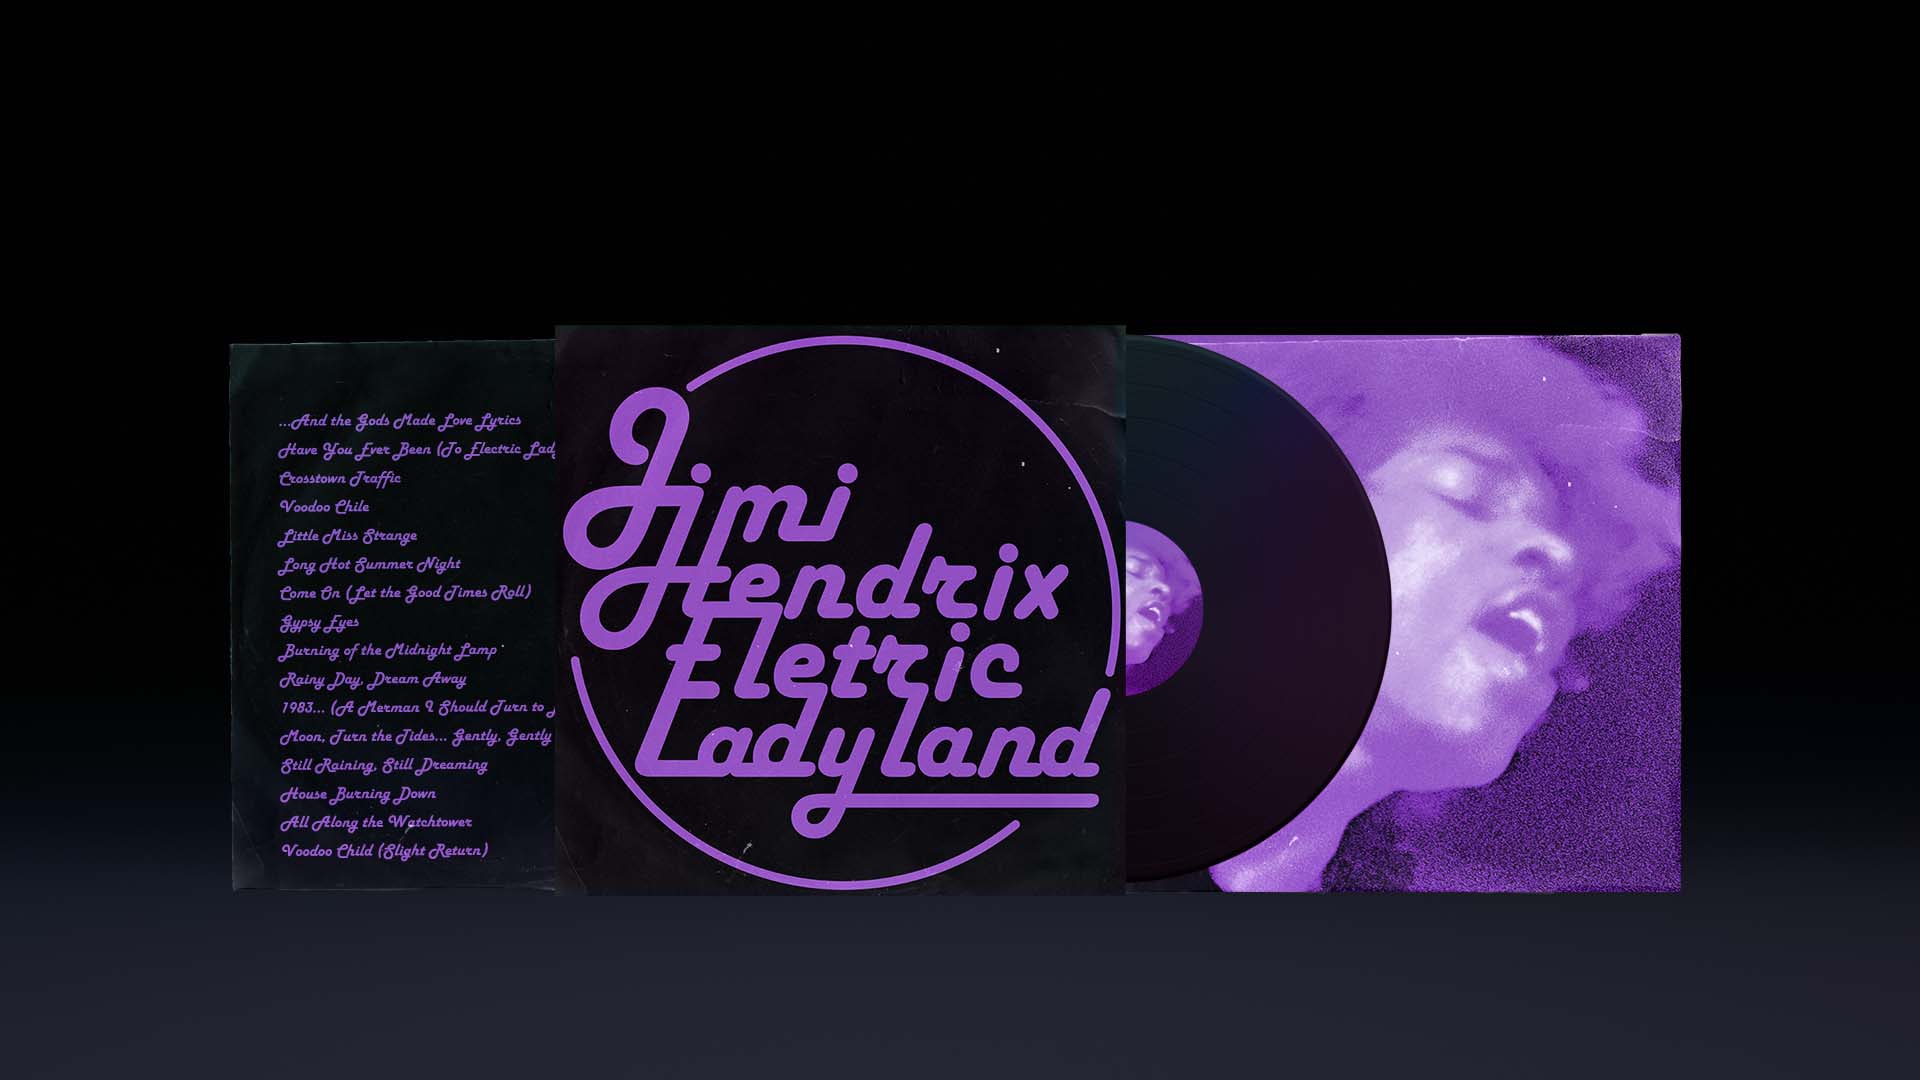 ...And the Gods Made Love Lyrics
Have You Ever Been (To Electric Lad
Crosstown Traffic
Voodoo Chile
Little Miss Strange
Long Hot Summer Night
Come On (Let the Good Times Roll)
Gypsy Eyes
Burning of the Midnight Lamp
Rainy Day, Dream Away
1983... (A Merman I Should Turn to
Moon, Turn the Tides... Gently, Gently
Still Raining, Still Dreaming
House Burning Down
All Along the Watchtower
Voodoo Child (Slight Return)
Jimi
Hendrix
Eletric
Ladyland